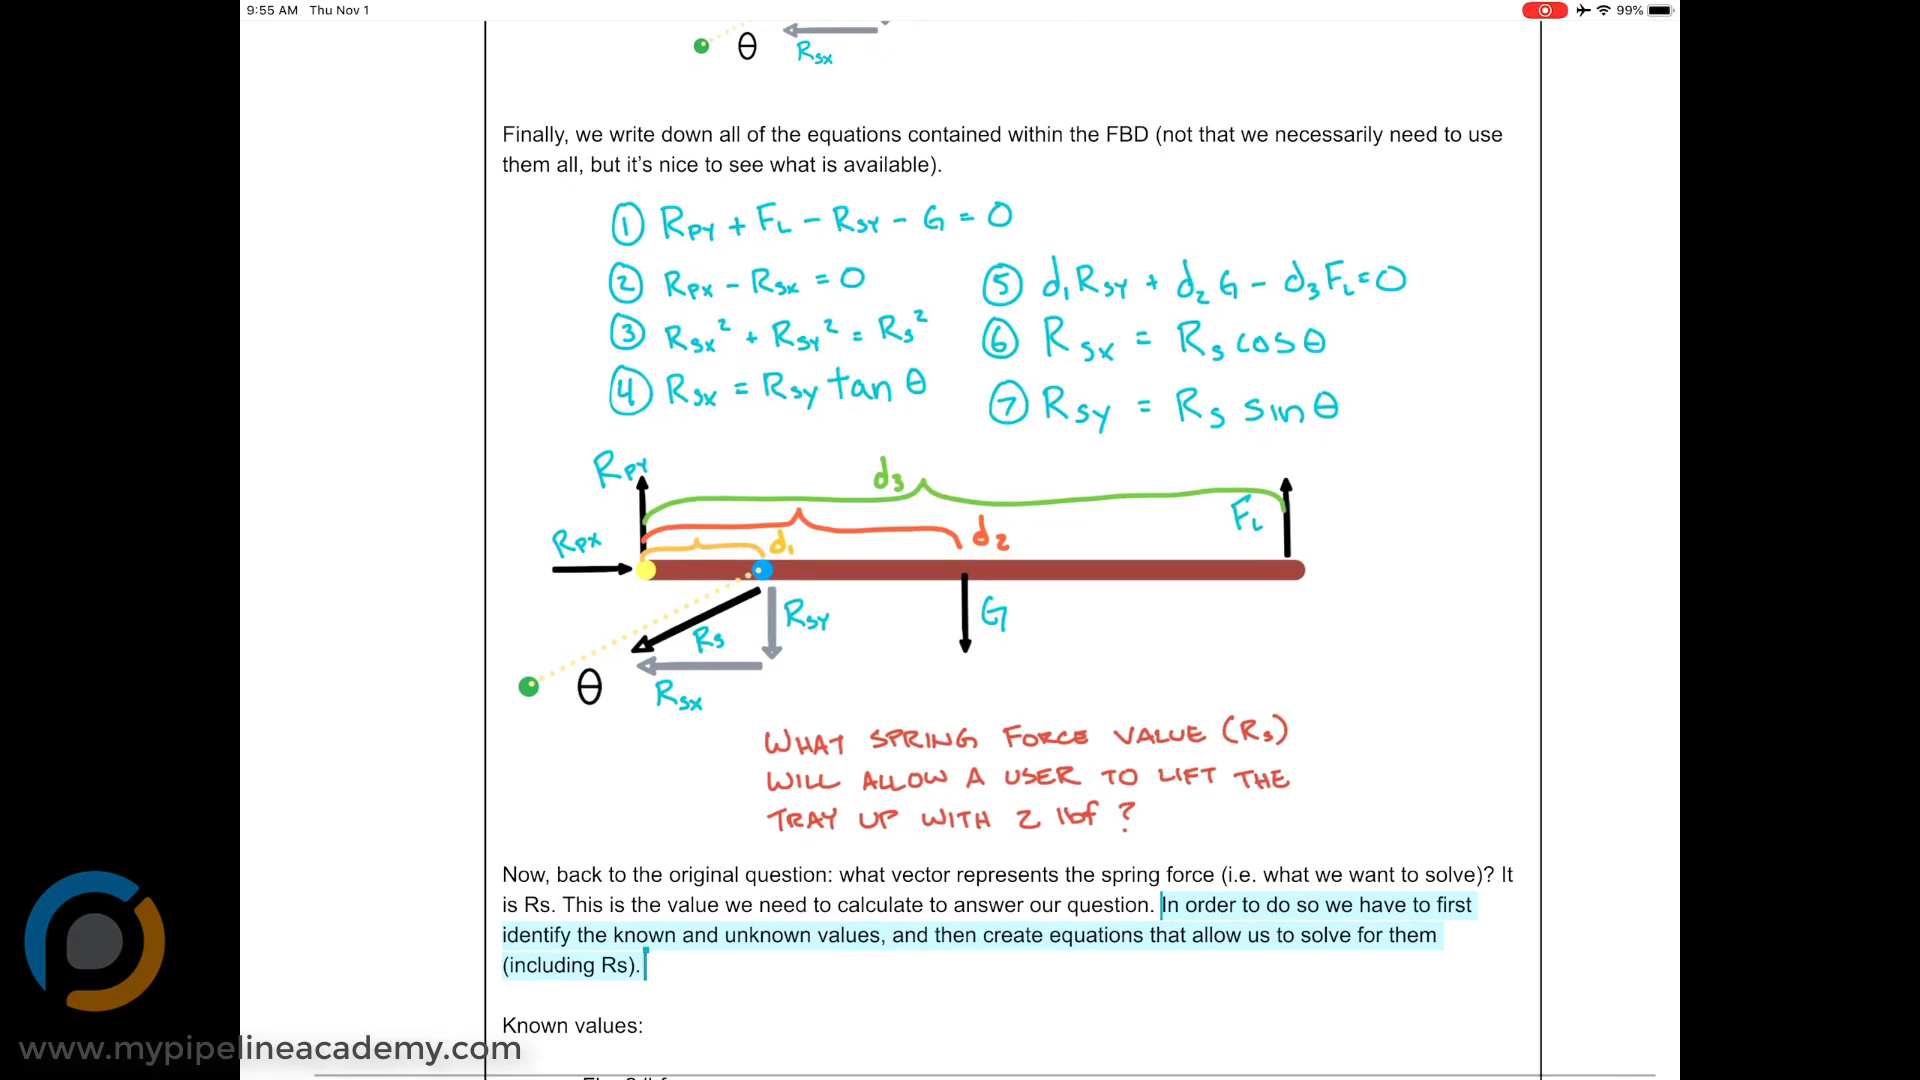 9:55 AM Thu Nov 1
99%
θ
Rsx
Finally, we write down all of the equations contained within the FBD (not that we necessarily need to use
them all, but it’s nice to see what is available).
① RPY + FL - RSY - G = 0
② RPX - RSX = 0
③ RSX² + RSY² = RS²
④ RSX = RSY tan θ
⑤ d₁RSY + d₂G - d₃FL = 0
⑥ RSX = RS cosθ
⑦ RSY = RS sinθ
RPY
d₃
FL
RPX
d₁
d₂
RS
RSY
G
θ
RSX
WHAT SPRING FORCE VALUE (Rs)
WILL ALLOW A USER TO LIFT THE
TRAY UP WITH 2 lbf ?
Now, back to the original question: what vector represents the spring force (i.e. what we want to solve)? It
is Rs. This is the value we need to calculate to answer our question. In order to do so we have to first
identify the known and unknown values, and then create equations that allow us to solve for them
(including Rs).
Known values:
www.mypipelineacademy.com